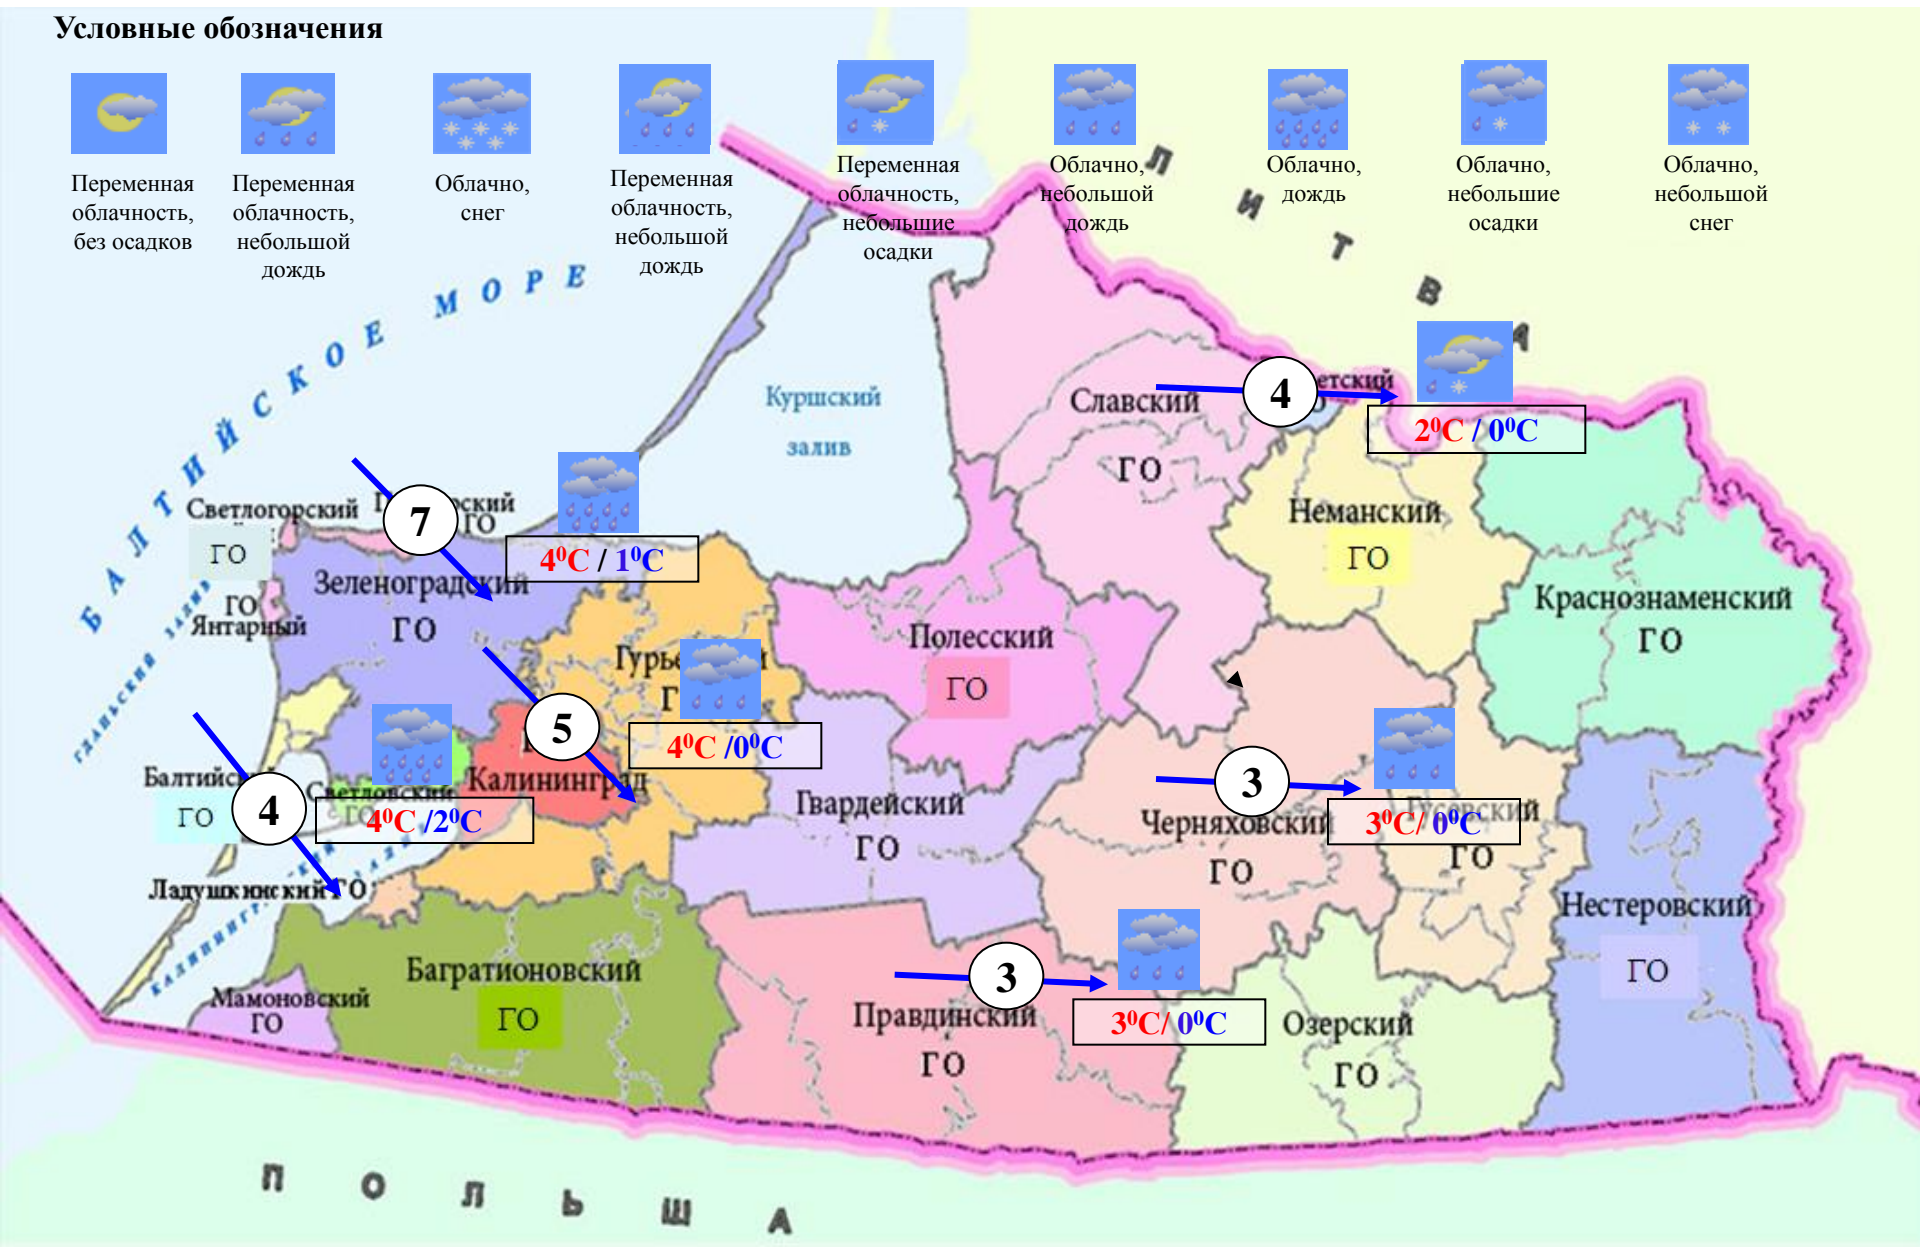 Условные обозначения
Переменная
облачность,
без осадков
Переменная
облачность,
небольшой
дождь
Облачно,
снег
Переменная
облачность,
небольшой
дождь
Переменная
облачность,
небольшие
осадки
Облачно,
небольшой
дождь
Облачно,
дождь
Облачно,
небольшие
осадки
Облачно,
небольшой
снег
ЛИТВА
БАЛТИЙСКОЕ МОРЕ
Куршский
залив
Славский
ГО
4
2⁰C / 0⁰C
Неманский
ГО
Краснознаменский
ГО
Светлогорский
ГО
7
ГО
4⁰C / 1⁰C
Зеленоградский
ГО
ГО
Янтарный
Полесский
ГО
5
4⁰C /0⁰C
Калининград
ГО
4
4⁰C /2⁰C
Светловский
Гвардейский
ГО
3
3⁰C/ 0⁰C
Черняховский
ГО
Гусевский
ГО
Нестеровский
ГО
Ладушкинский ГО
Багратионовский
ГО
Мамоновский
ГО
3
3⁰C/ 0⁰C
Правдинский
ГО
Озерский
ГО
ПОЛЬША